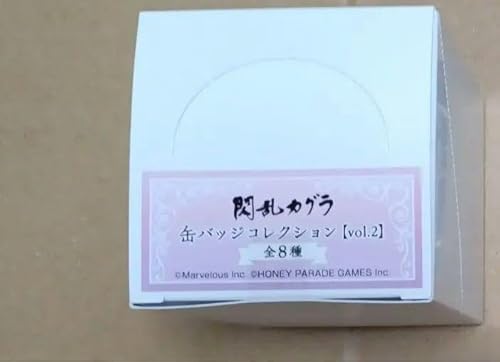 閃乱カグラ
缶バッジコレクション【vol.2】
全8種
©Marvelous Inc. ©HONEY PARADE GAMES Inc.